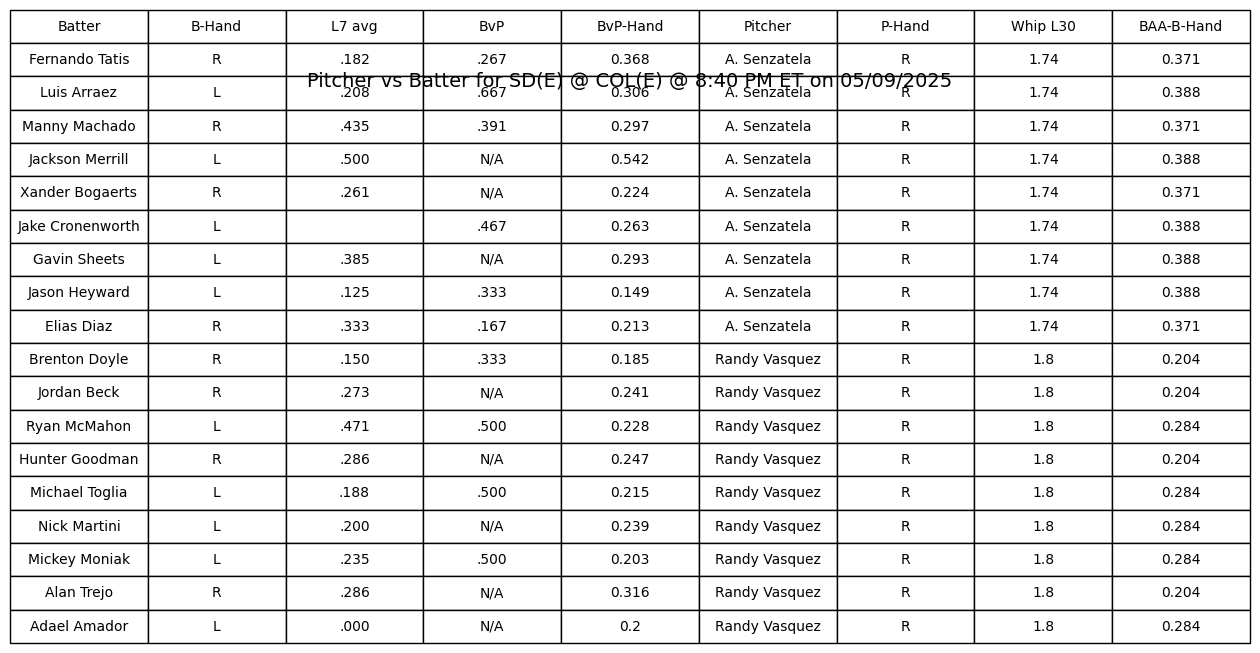 Batter B-Hand L7 avg BvP BvP-Hand Pitcher P-Hand Whip L30 BAA-B-Hand
Fernando Tatis R .182 .267 0.368 A. Senzatela R 1.74 0.371
Pitcher vs Batter for SD(E) @ COL(E) @ 8:40 PM ET on 05/09/2025
Luis Arraez L .208 .667 0.306 A. Senzatela R 1.74 0.388
Manny Machado R .435 .391 0.297 A. Senzatela R 1.74 0.371
Jackson Merrill L .500 N/A 0.542 A. Senzatela R 1.74 0.388
Xander Bogaerts R .261 N/A 0.224 A. Senzatela R 1.74 0.371
Jake Cronenworth L .467 0.263 A. Senzatela R 1.74 0.388
Gavin Sheets L .385 N/A 0.293 A. Senzatela R 1.74 0.388
Jason Heyward L .125 .333 0.149 A. Senzatela R 1.74 0.388
Elias Diaz R .333 .167 0.213 A. Senzatela R 1.74 0.371
Brenton Doyle R .150 .333 0.185 Randy Vasquez R 1.8 0.204
Jordan Beck R .273 N/A 0.241 Randy Vasquez R 1.8 0.204
Ryan McMahon L .471 .500 0.228 Randy Vasquez R 1.8 0.284
Hunter Goodman R .286 N/A 0.247 Randy Vasquez R 1.8 0.204
Michael Toglia L .188 .500 0.215 Randy Vasquez R 1.8 0.284
Nick Martini L .200 N/A 0.239 Randy Vasquez R 1.8 0.284
Mickey Moniak L .235 .500 0.203 Randy Vasquez R 1.8 0.284
Alan Trejo R .286 N/A 0.316 Randy Vasquez R 1.8 0.204
Adael Amador L .000 N/A 0.2 Randy Vasquez R 1.8 0.284